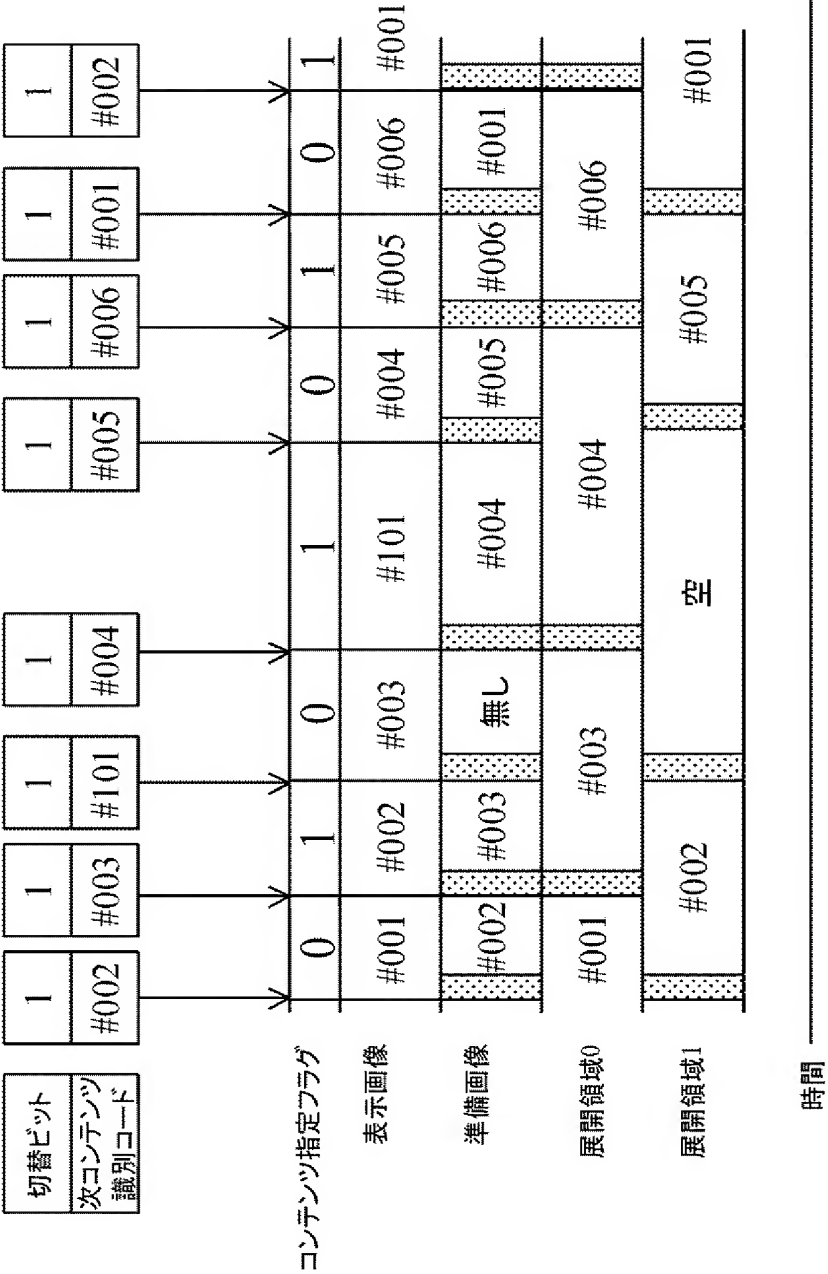 切替ビット 1 1 1 1 1 1 1 1
次コンテンツ
識別コード #002 #003 #101 #004 #005 #006 #001 #002
コンテンツ指定フラグ 0 1 0 1 0 1 0 1
表示画像 #001 #002 #003 #101 #004 #005 #006 #001
準備画像 #002 #003 無し #004 #005 #006 #001
展開領域0 #001 #003 #004 #006
展開領域1 #002 空 #005 #001
時間